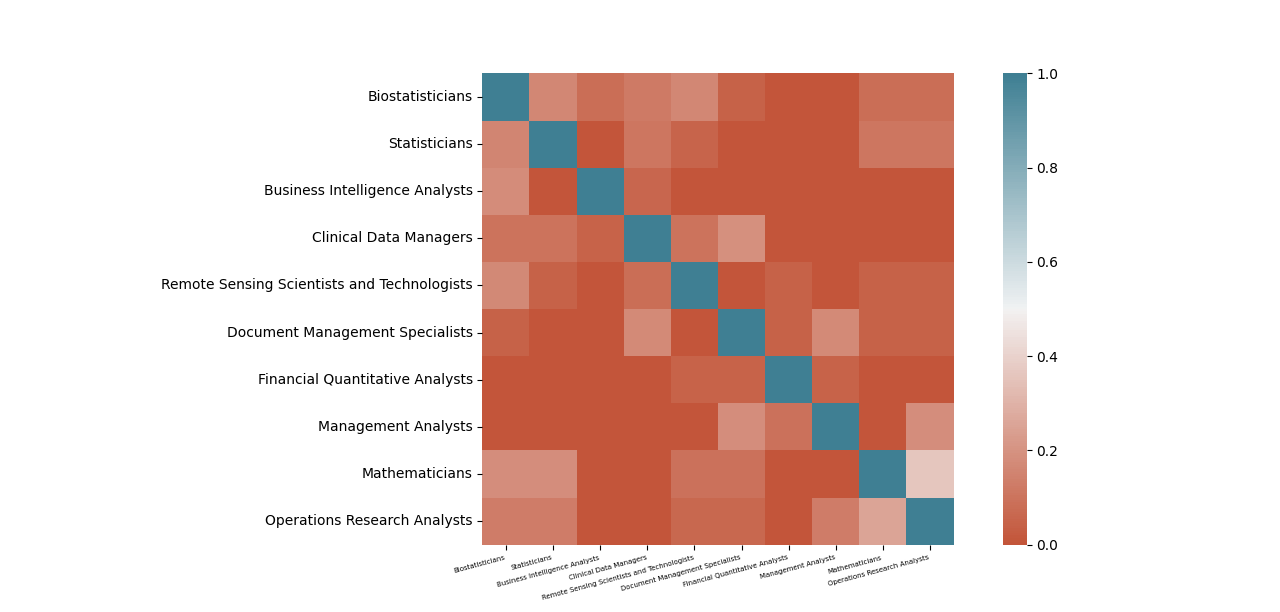 Biostatisticians
Statisticians
Business Intelligence Analysts
Clinical Data Managers
Remote Sensing Scientists and Technologists
Document Management Specialists
Financial Quantitative Analysts
Management Analysts
Mathematicians
Operations Research Analysts
Biostatisticians
Statisticians
Business Intelligence Analysts
Clinical Data Managers
Remote Sensing Scientists and Technologists
Document Management Specialists
Financial Quantitative Analysts
Management Analysts
Mathematicians
Operations Research Analysts
1.0
0.8
0.6
0.4
0.2
0.0